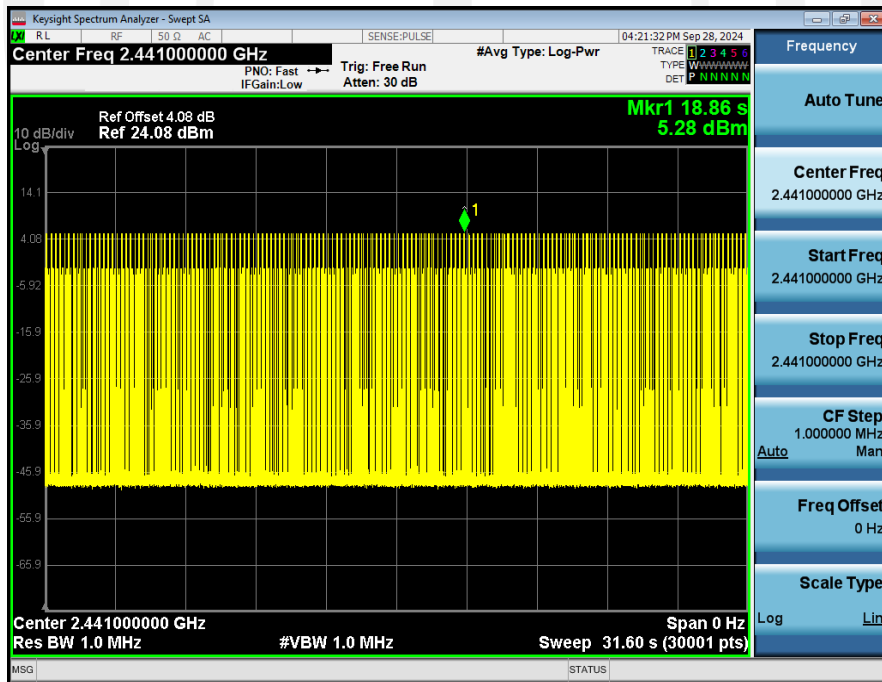 Keysight Spectrum Analyzer - Swept SA
LXI RL RF 50 Ω AC SENSE:PULSE 04:21:32 PM Sep 28, 2024
Center Freq 2.441000000 GHz
#Avg Type: Log-Pwr
TRACE 1 2 3 4 5 6
PNO: Fast
Trig: Free Run
TYPE WWWWWWW
IFGain:Low
Atten: 30 dB
DET P N N N N N
Frequency
Mkr1 18.86 s
Ref Offset 4.08 dB
5.28 dBm
10 dB/div
Ref 24.08 dBm
Log
1
14.1
4.08
-5.92
-15.9
-25.9
-35.9
-45.9
-55.9
-65.9
Center 2.441000000 GHz
Span 0 Hz
Res BW 1.0 MHz
#VBW 1.0 MHz
Sweep 31.60 s (30001 pts)
MSG
STATUS
Auto Tune
Center Freq
2.441000000 GHz
Start Freq
2.441000000 GHz
Stop Freq
2.441000000 GHz
CF Step
1.000000 MHz
Auto Man
Freq Offset
0 Hz
Scale Type
Log Lin